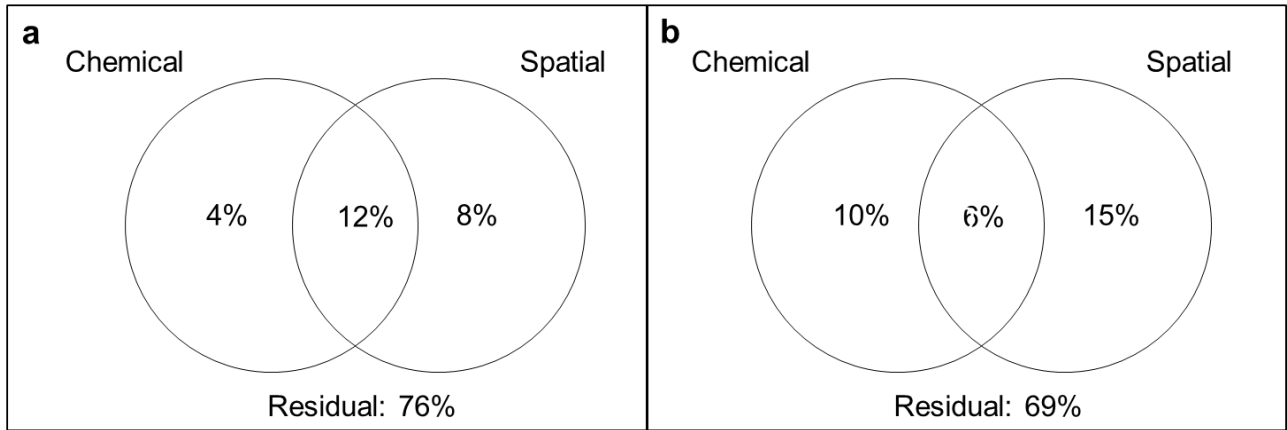 a
Chemical Spatial
4% 12% 8%
Residual: 76%
b
Chemical Spatial
10% 6% 15%
Residual: 69%